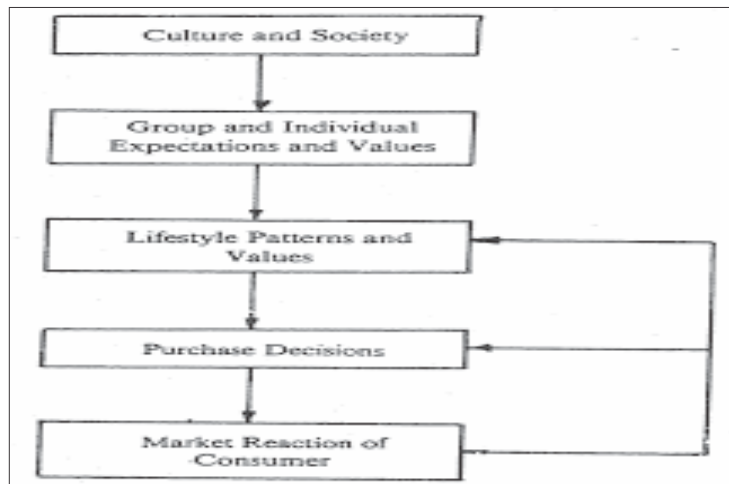 Culture and Society
Group and Individual
Expectations and Values
Lifestyle Patterns and
Values
Purchase Decisions
Market Reaction of
Consumer